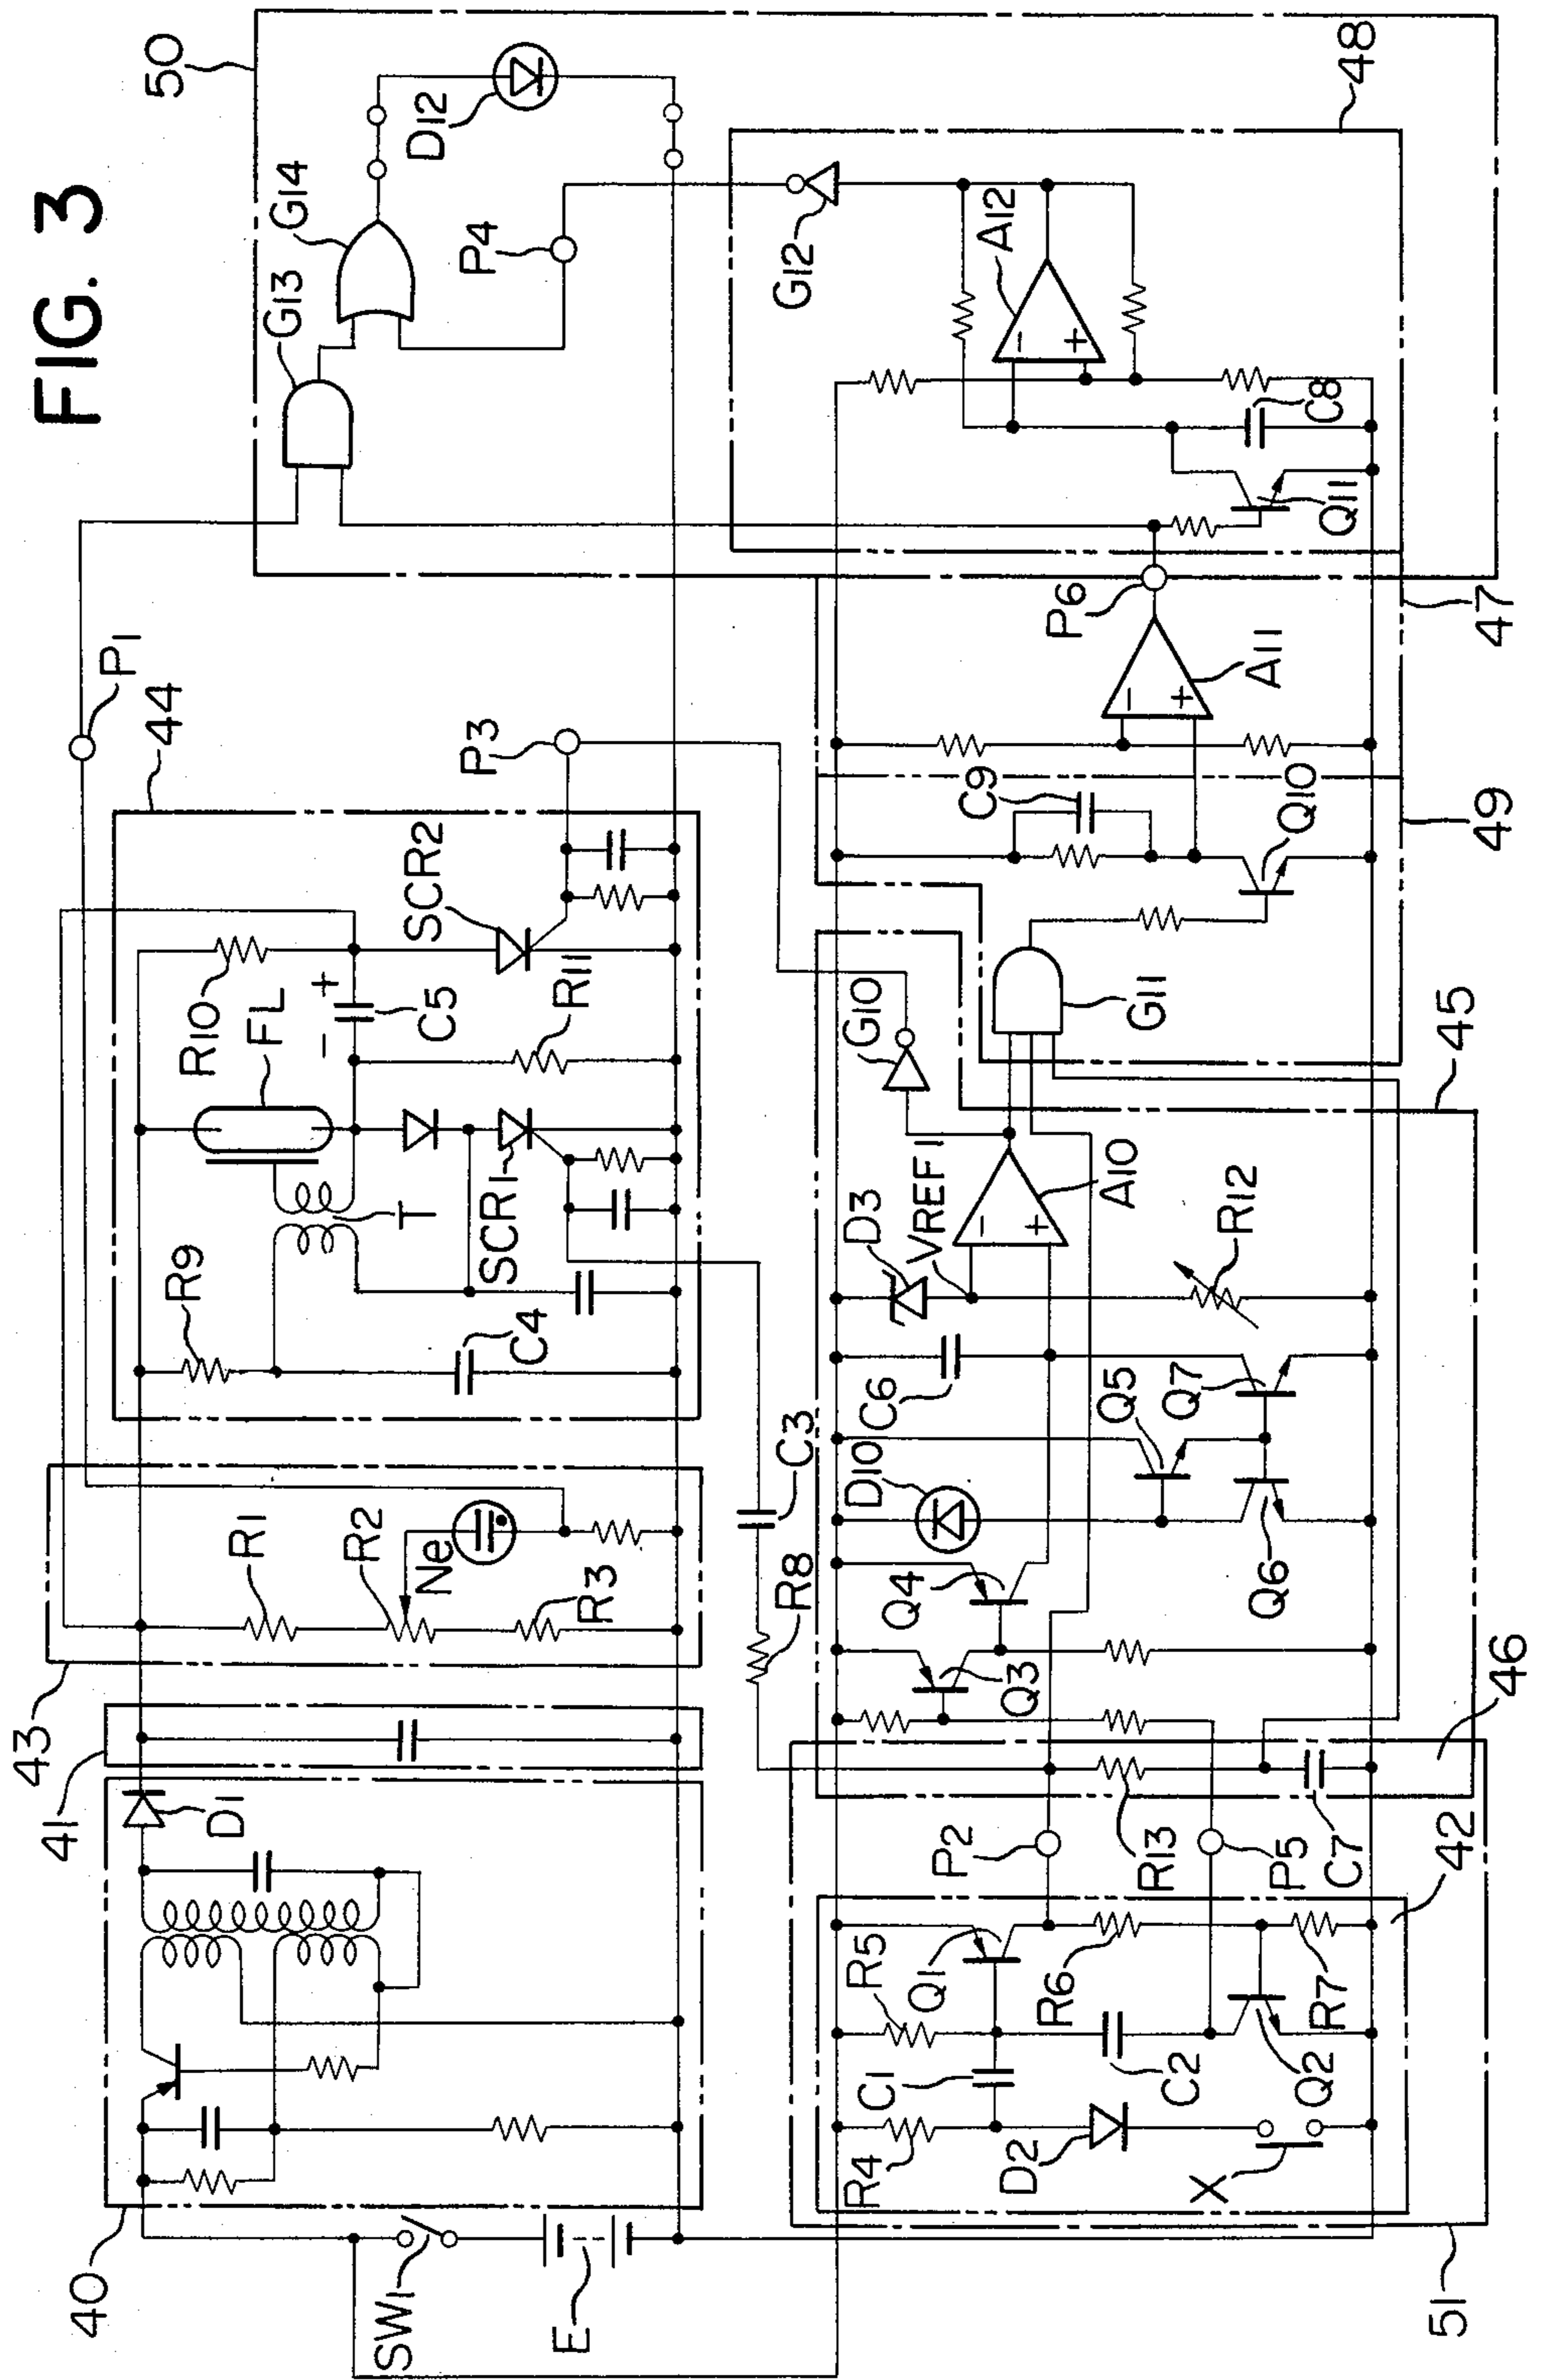 FIG. 3
50
D12
G14
G13
P4
48
G12
A12
C8
Q11
P1
44
P3
P6
47
A11
SCR2
R10
FL
+
-
C5
R11
C9
Q10
49
G10
G11
45
R9
T
SCR1
C4
D3
VREF1
-
+
A10
R12
C3
C6
Q5
Q7
D10
R1
R2
Ne
R3
R8
Q4
Q6
Q3
46
43
41
D1
P2
R13
P5
C7
42
R5
Q1
R6
R7
C1
C2
Q2
R4
D2
X
40
SW1
E
51
-
+
-
+